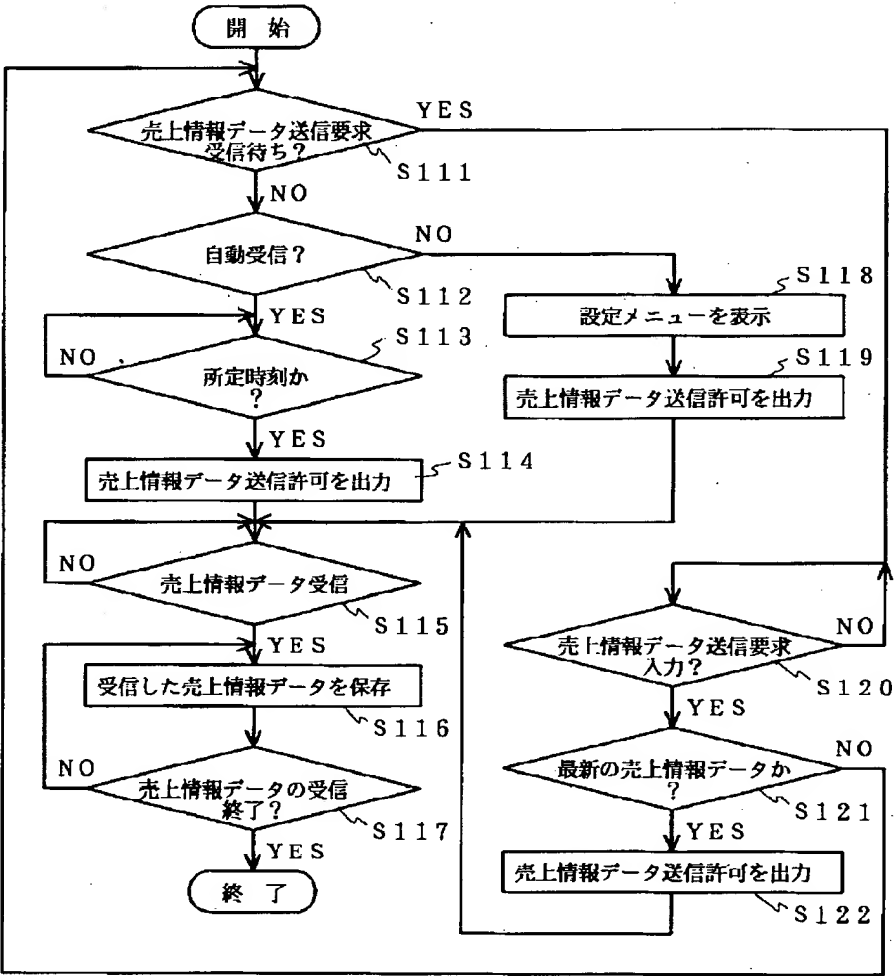 開 始
売上情報データ送信要求
受信待ち？
YES
S111
NO
自動受信？
NO
S112
YES
S118
設定メニューを表示
S113
NO
所定時刻か
？
S119
売上情報データ送信許可を出力
YES
S114
売上情報データ送信許可を出力
NO
売上情報データ受信
S115
YES
売上情報データ送信要求
入力？
NO
S120
受信した売上情報データを保存
S116
YES
NO
売上情報データの受信
終了？
S117
最新の売上情報データか
？
NO
S121
YES
YES
終 了
売上情報データ送信許可を出力
S122